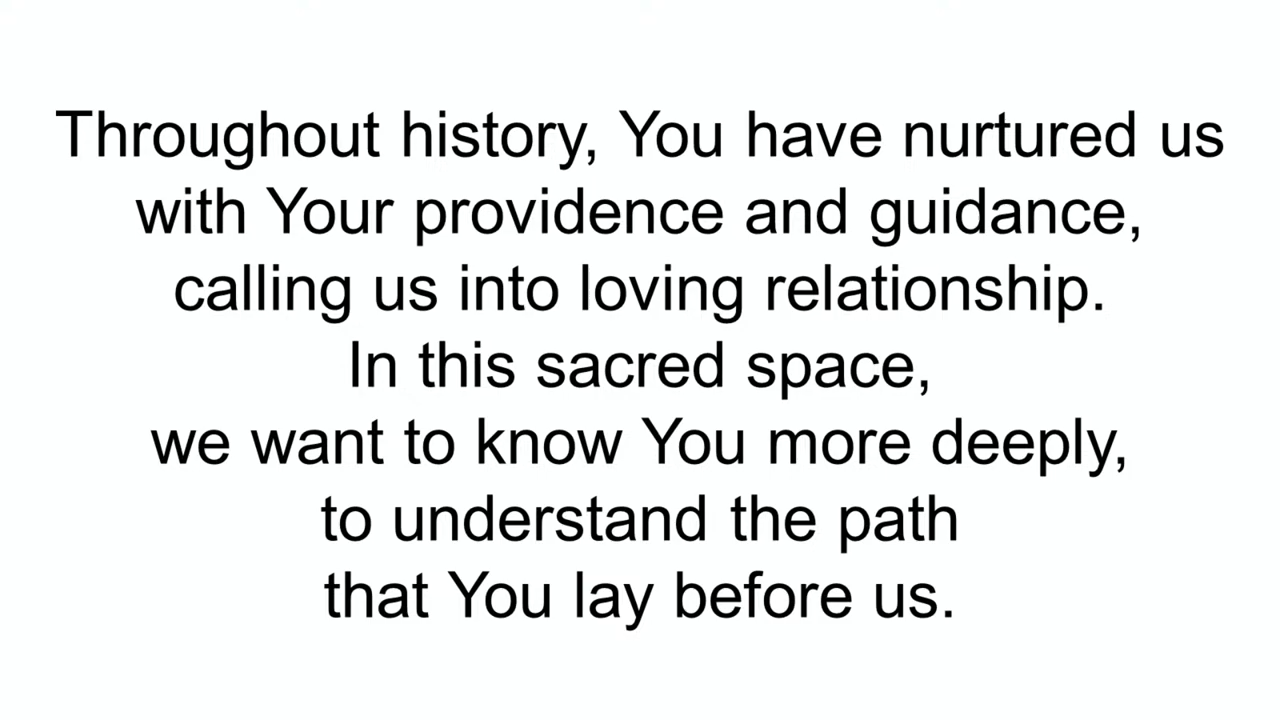 Throughout history, You have nurtured us
with Your providence and guidance,
calling us into loving relationship.
In this sacred space,
we want to know You more deeply,
to understand the path
that You lay before us.